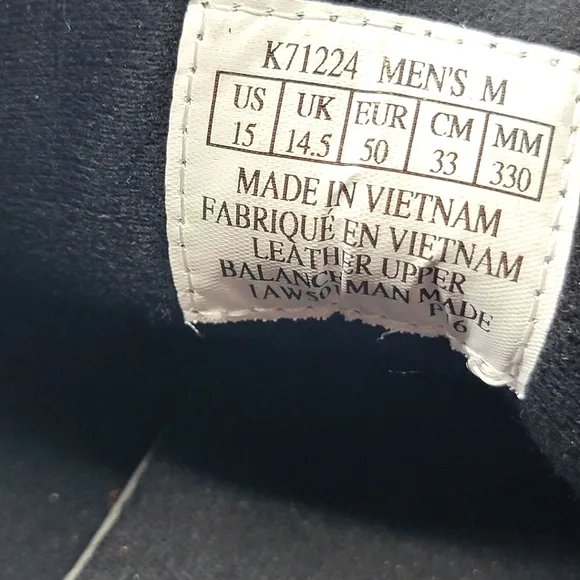 K71224 MEN'S M
US UK EUR CM MM
15 14.5 50 33 330
MADE IN VIETNAM
FABRIQUÉ EN VIETNAM
LEATHER UPPER
BALANCE MAN MADE